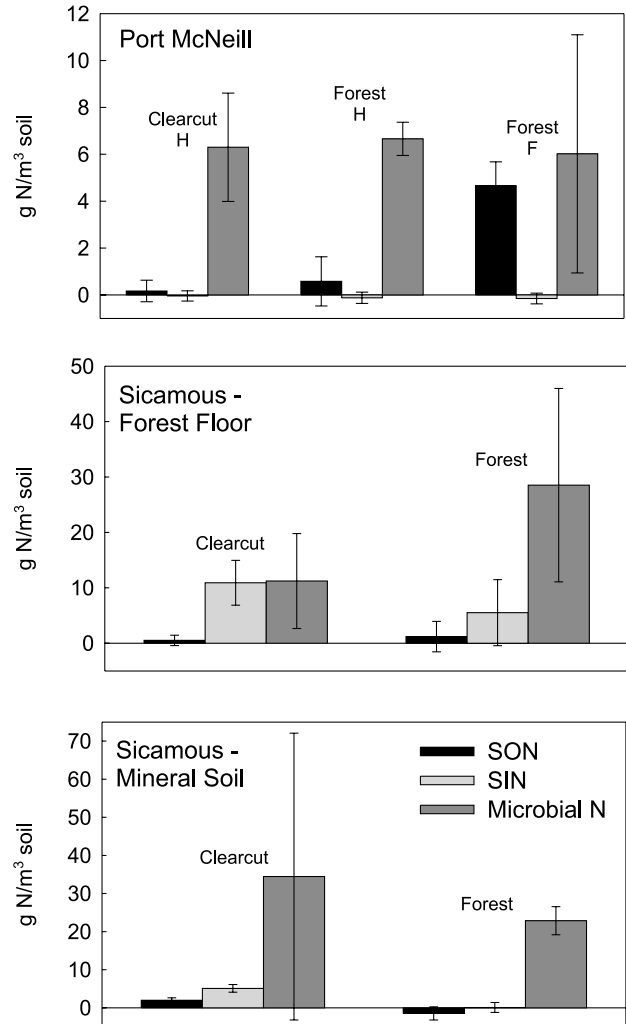 Port McNeill
12
10
8
6
4
2
0
g N/m³ soil
Clearcut
H
Forest
H
Forest
F
Sicamous -
Forest Floor
50
40
30
20
10
0
g N/m³ soil
Clearcut
Forest
Sicamous -
Mineral Soil
70
60
50
40
30
20
10
0
g N/m³ soil
SON
SIN
Microbial N
Clearcut
Forest